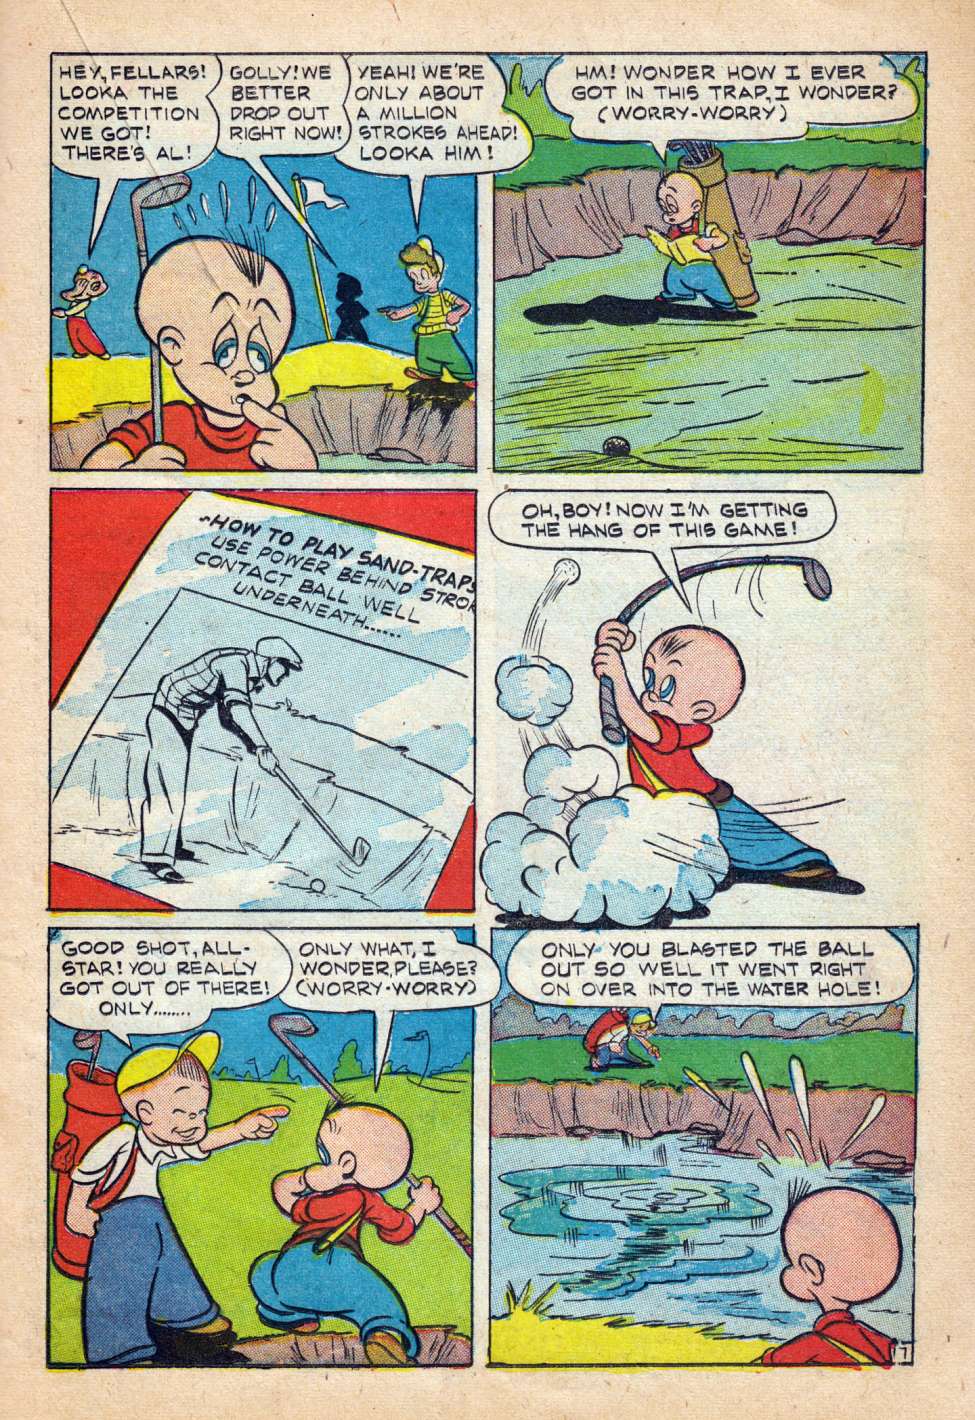 HEY, FELLARS!
LOOKA THE
COMPETITION
WE GOT!
THERE'S AL!
GOLLY! WE
BETTER
DROP OUT
RIGHT NOW!
YEAH! WE'RE
ONLY ABOUT
A MILLION
STROKES AHEAD!
LOOKA HIM!
HM! WONDER HOW I EVER
GOT IN THIS TRAP, I WONDER?
(WORRY-WORRY)
~HOW TO PLAY SAND-TRAPS
USE POWER BEHIND STROK
CONTACT BALL WELL
UNDERNEATH......
OH, BOY! NOW I'M GETTING
THE HANG OF THIS GAME!
GOOD SHOT, ALL-
STAR! YOU REALLY
GOT OUT OF THERE!
ONLY........
ONLY WHAT, I
WONDER, PLEASE?
(WORRY-WORRY)
ONLY YOU BLASTED THE BALL
OUT SO WELL IT WENT RIGHT
ON OVER INTO THE WATER HOLE!
7